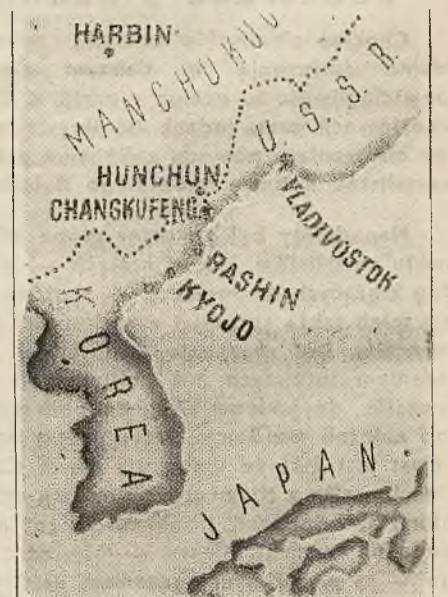 HARBIN
MANCHUKUO
U. S. S. R.
HUNCHUN
CHANGKUFENG
VLADIVOSTOK
RASHIN
KYOJO
KOREA
JAPAN